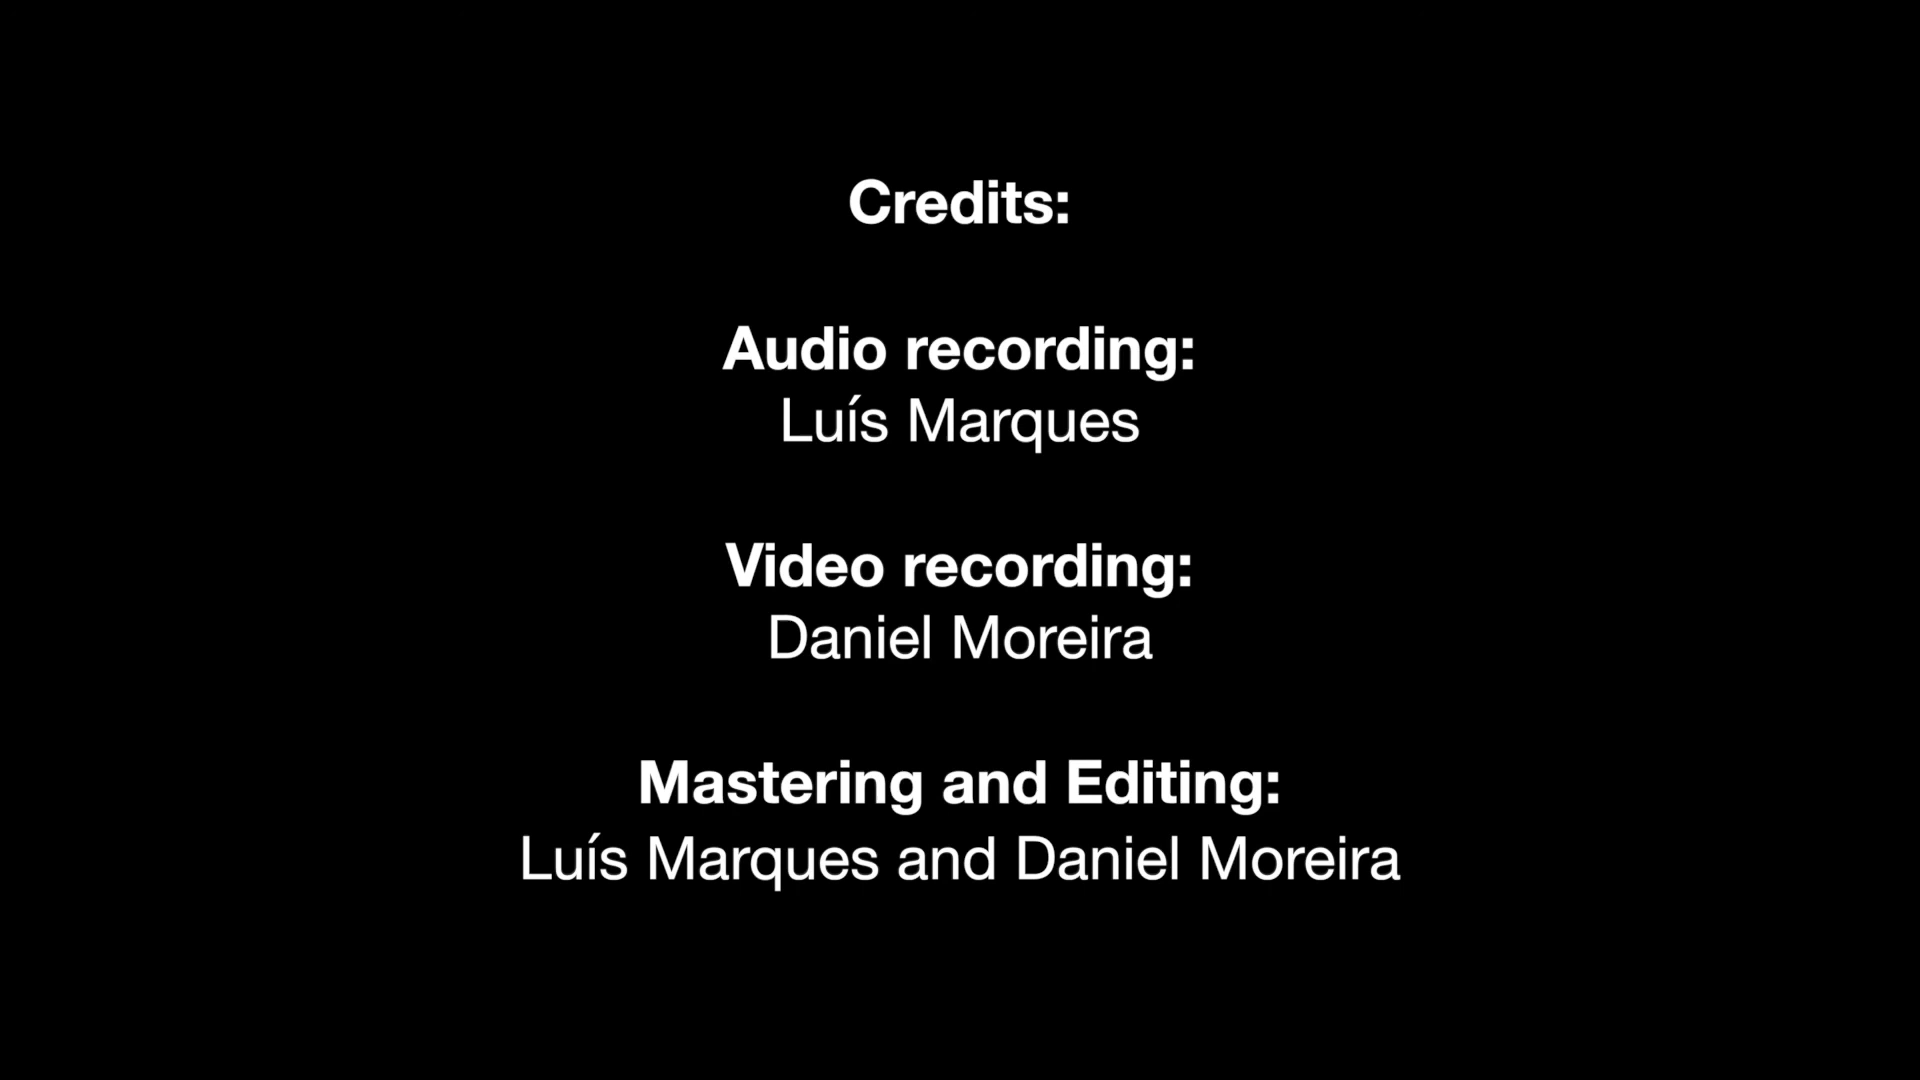 Credits:
Audio recording:
Luís Marques
Video recording:
Daniel Moreira
Mastering and Editing:
Luís Marques and Daniel Moreira